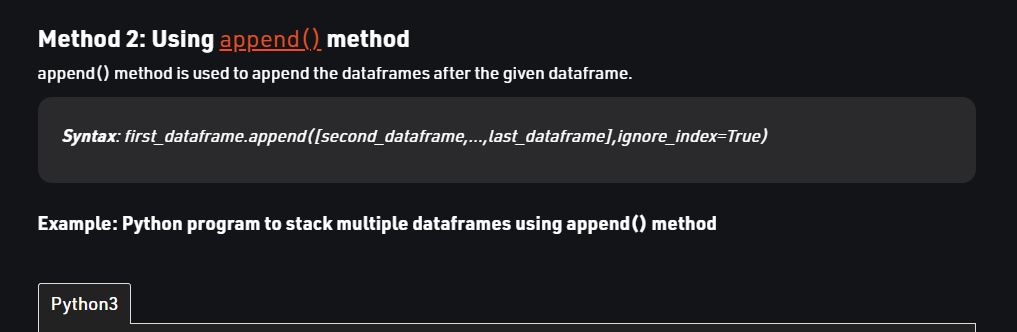 Method 2: Using append() method
append() method is used to append the dataframes after the given dataframe.
Syntax: first_dataframe.append([second_dataframe,...,last_dataframe],ignore_index=True)
Example: Python program to stack multiple dataframes using append() method
Python3